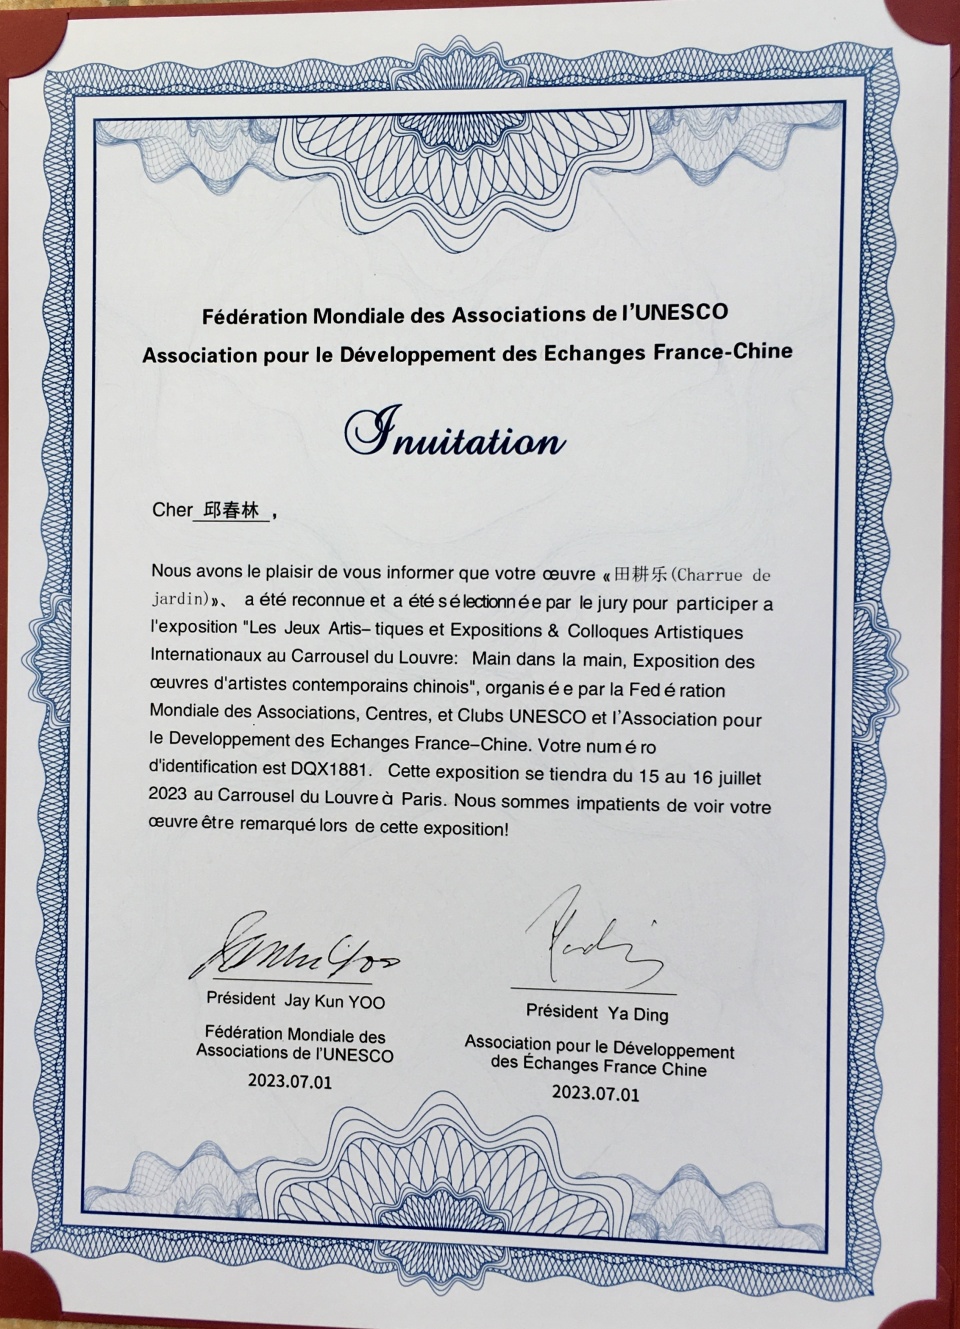 Fédération Mondiale des Associations de l'UNESCO
Association pour le Développement des Echanges France-Chine
Inuitation
Cher 邱春林 ,
Nous avons le plaisir de vous informer que votre œuvre «田耕乐(Charrue de
jardin)»、 a été reconnue et a été sélectionnée par le jury pour participer a
l'exposition "Les Jeux Artis–tiques et Expositions & Colloques Artistiques
Internationaux au Carrousel du Louvre: Main dans la main, Exposition des
œuvres d'artistes contemporains chinois", organisée par la Fedération
Mondiale des Associations, Centres, et Clubs UNESCO et l'Association pour
le Developpement des Echanges France–Chine. Votre numéro
d'identification est DQX1881. Cette exposition se tiendra du 15 au 16 juillet
2023 au Carrousel du Louvre à Paris. Nous sommes impatients de voir votre
œuvre être remarqué lors de cette exposition!
Président Jay Kun YOO
Fédération Mondiale des
Associations de l'UNESCO
2023.07.01
Président Ya Ding
Association pour le Développement
des Échanges France Chine
2023.07.01